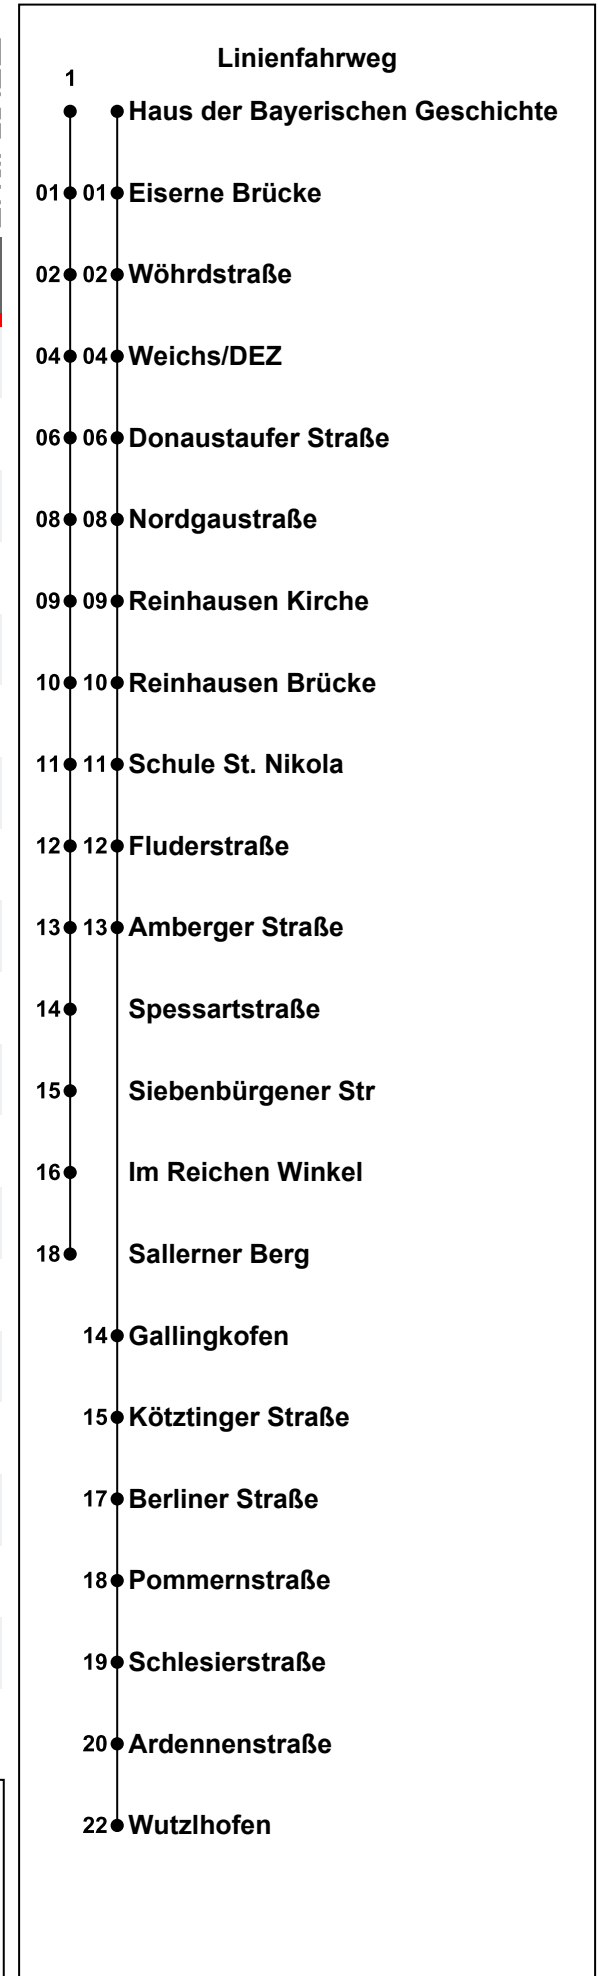 Linienfahrweg
1
Haus der Bayerischen Geschichte
01 01 Eiserne Brücke
02 02 Wöhrdstraße
04 04 Weichs/DEZ
06 06 Donaustaufer Straße
08 08 Nordgaustraße
09 09 Reinhausen Kirche
10 10 Reinhausen Brücke
11 11 Schule St. Nikola
12 12 Fluderstraße
13 13 Amberger Straße
14 Spessartstraße
15 Siebenbürgener Str
16 Im Reichen Winkel
18 Sallerner Berg
14 Gallingkofen
15 Kötztinger Straße
17 Berliner Straße
18 Pommernstraße
19 Schlesierstraße
20 Ardennenstraße
22 Wutzlhofen